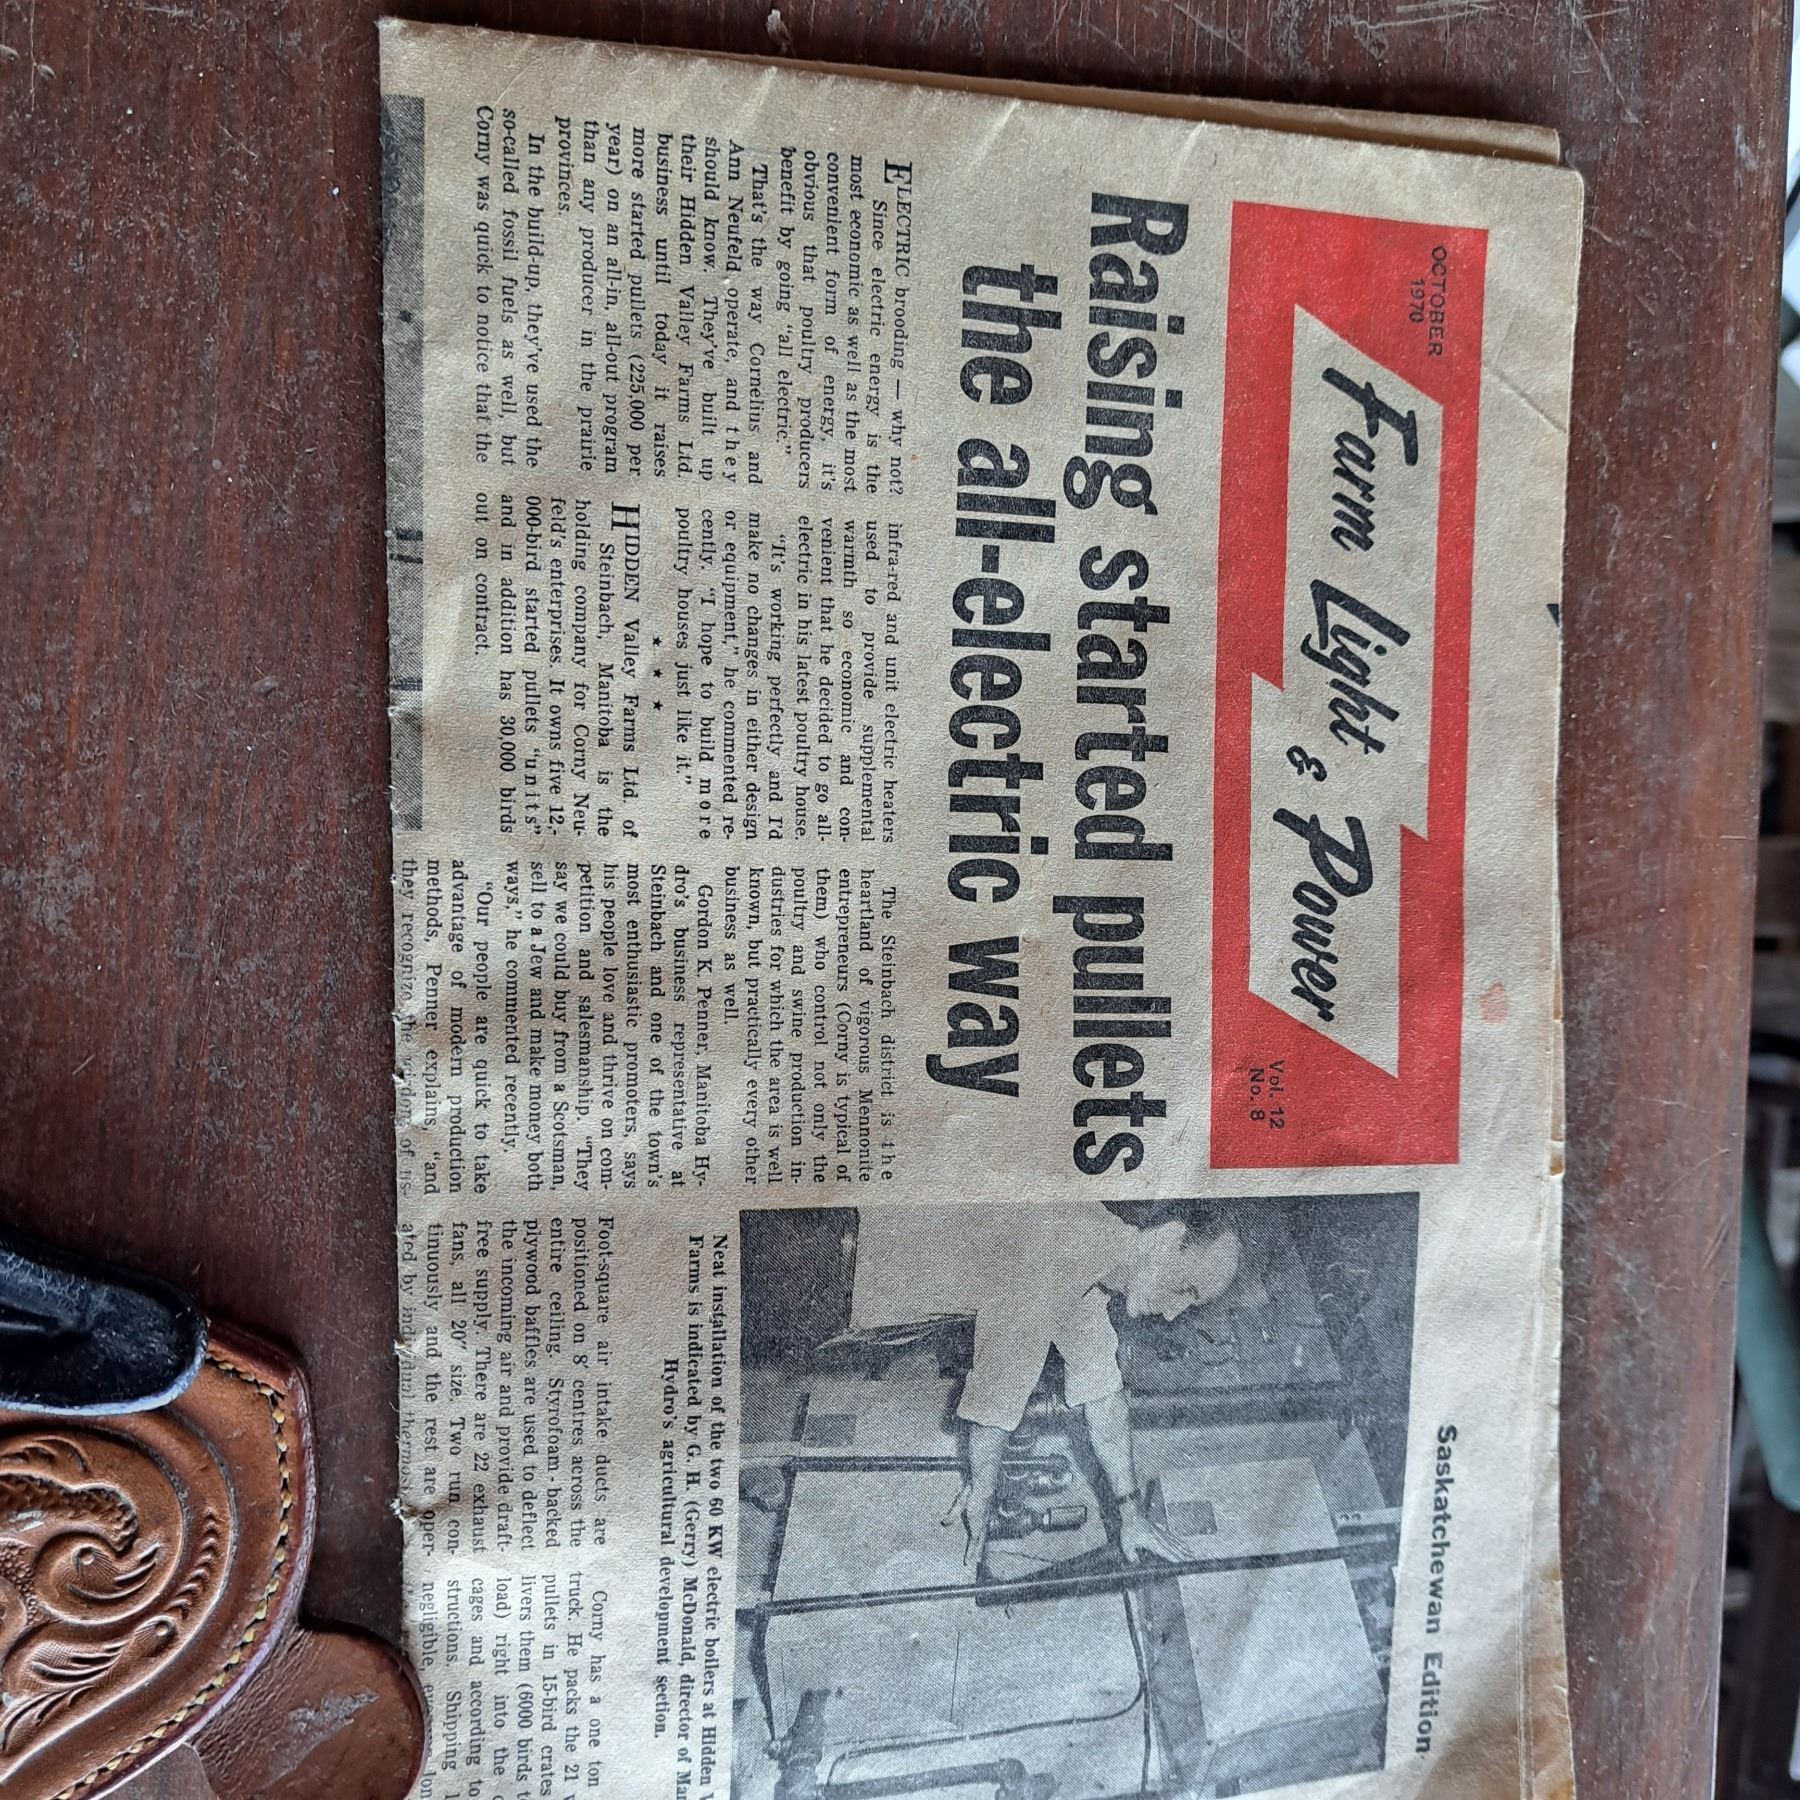 OCTOBER
1970
Farm Light
& Power
Vol. 12
No. 8
Saskatchewan Edition
Raising started pullets
the all-electric way
ELECTRIC brooding — why not?
Since electric energy is the
most economic as well as the most
convenient form of energy, it's
obvious that poultry producers
benefit by going "all electric."
That's the way Cornelius and
Ann Neufeld operate, and they
should know. They've built up
their Hidden Valley Farms Ltd.
business until today it raises
more started pullets (225,000 per
year) on an all-in, all-out program
than any producer in the prairie
provinces.
In the build-up, they've used the
so-called fossil fuels as well, but
Corny was quick to notice that the
infra-red and unit electric heaters
used to provide supplemental
warmth so economic and con-
venient that he decided to go all-
electric in his latest poultry house.
"It's working perfectly and I'd
make no changes in either design
or equipment," he commented re-
cently. "I hope to build more
poultry houses just like it."
* * *
HIDDEN Valley Farms Ltd. of
Steinbach, Manitoba is the
holding company for Corny Neu-
feld's enterprises. It owns five 12,-
000-bird started pullets "units"
and in addition has 30,000 birds
out on contract.
The Steinbach district is the
heartland of vigorous Mennonite
entrepreneurs (Corny is typical of
them) who control not only the
poultry and swine production in-
dustries for which the area is well
known, but practically every other
business as well.
Gordon K. Penner, Manitoba Hy-
dro's business representative at
Steinbach and one of the town's
most enthusiastic promoters, says
his people love and thrive on com-
petition and salesmanship. "They
say we could buy from a Scotsman,
sell to a Jew and make money both
ways," he commented recently.
"Our people are quick to take
advantage of modern production
methods, Penner explains, "and
they recognize the wisdom of us-
Neat installation of the two 60 KW electric boilers at Hidden
Farms is indicated by G. H. (Gerry) McDonald, director of
Hydro's agricultural development section.
Foot-square air intake ducts are
positioned on 8' centres across the
entire ceiling. Styrofoam-backed
plywood baffles are used to deflect
the incoming air and provide draft-
free supply. There are 22 exhaust
fans, all 20" size. Two run con-
tinuously and the rest are oper-
ated by individual
Corny has a one ton
truck. He packs the 21
pullets in 15-bird crates
livers them (6000 birds
load) right into the
cages and according to
structions. Shipping
negligible,